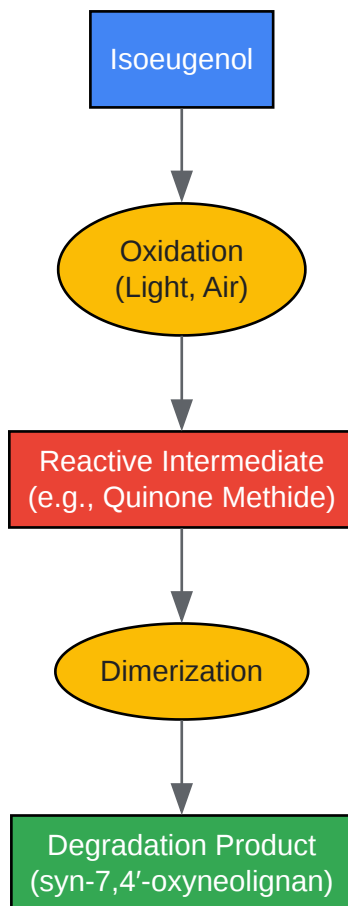 Isoeugenol
Oxidation
(Light, Air)
Reactive Intermediate
(e.g., Quinone Methide)
Dimerization
Degradation Product
(syn-7,4′-oxyneolignan)